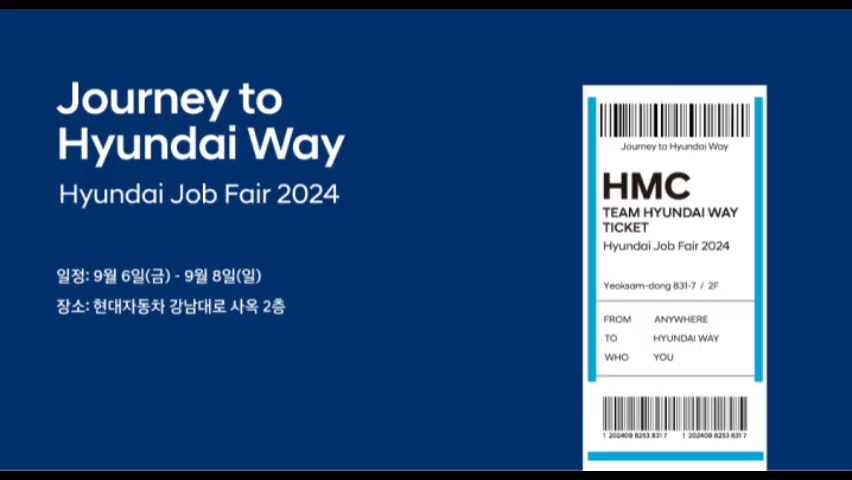 Journey to
Hyundai Way
Hyundai Job Fair 2024
일정: 9월 6일(금) - 9월 8일(일)
장소: 현대자동차 강남대로 사옥 2층
Journey to Hyundai Way
HMC
TEAM HYUNDAI WAY
TICKET
Hyundai Job Fair 2024
Yeoksam-dong 831-7 / 2F
FROM ANYWHERE
TO HYUNDAI WAY
WHO YOU
1 202409 8253 831 7 1 202409 8253 831 7